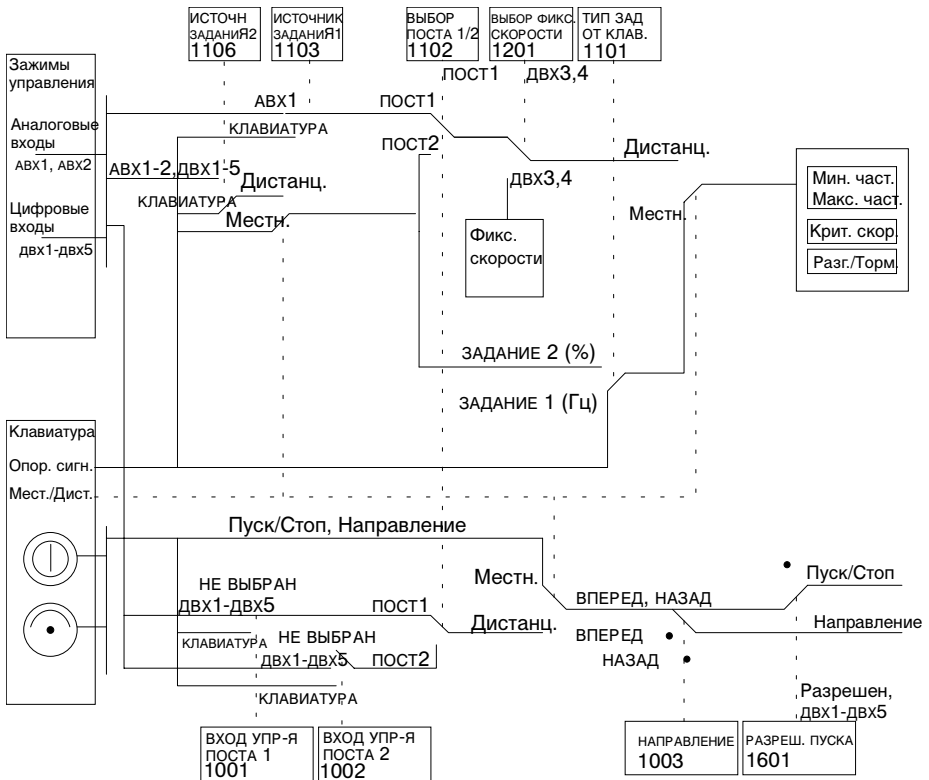 ИСТОЧН
ЗАДАНИЯ2
1106
ИСТОЧНИК
ЗАДАНИЯ1
1103
ВЫБОР
ПОСТА 1/2
1102
ВЫБОР ФИКС.
СКОРОСТИ
1201
ТИП ЗАД
ОТ КЛАВ.
1101
Зажимы
управления
Аналоговые
входы
АВХ1, АВХ2
Цифровые
входы
ДВХ1-ДВХ5
ПОСТ1
ДВХ3,4
АВХ1
ПОСТ1
КЛАВИАТУРА
ПОСТ2
Дистанц.
АВХ1-2,ДВХ1-5
Дистанц.
КЛАВИАТУРА
Местн.
ДВХ3,4
Местн.
Фикс.
скорости
Мин. част.
Макс. част.
Крит. скор.
Разг./Торм.
ЗАДАНИЕ 2 (%)
ЗАДАНИЕ 1 (Гц)
Клавиатура
Опор. сигн.
Мест./Дист.
Пуск/Стоп, Направление
Местн.
Пуск/Стоп
НЕ ВЫБРАН
ДВХ1-ДВХ5
ПОСТ1
ВПЕРЕД, НАЗАД
Дистанц.
Направление
КЛАВИАТУРА
НЕ ВЫБРАН
ВПЕРЕД
ДВХ1-ДВХ5
ПОСТ2
НАЗАД
КЛАВИАТУРА
Разрешен,
ДВХ1-ДВХ5
ВХОД УПР-Я
ПОСТА 1
1001
ВХОД УПР-Я
ПОСТА 2
1002
НАПРАВЛЕНИЕ
1003
РАЗРЕШ. ПУСКА
1601